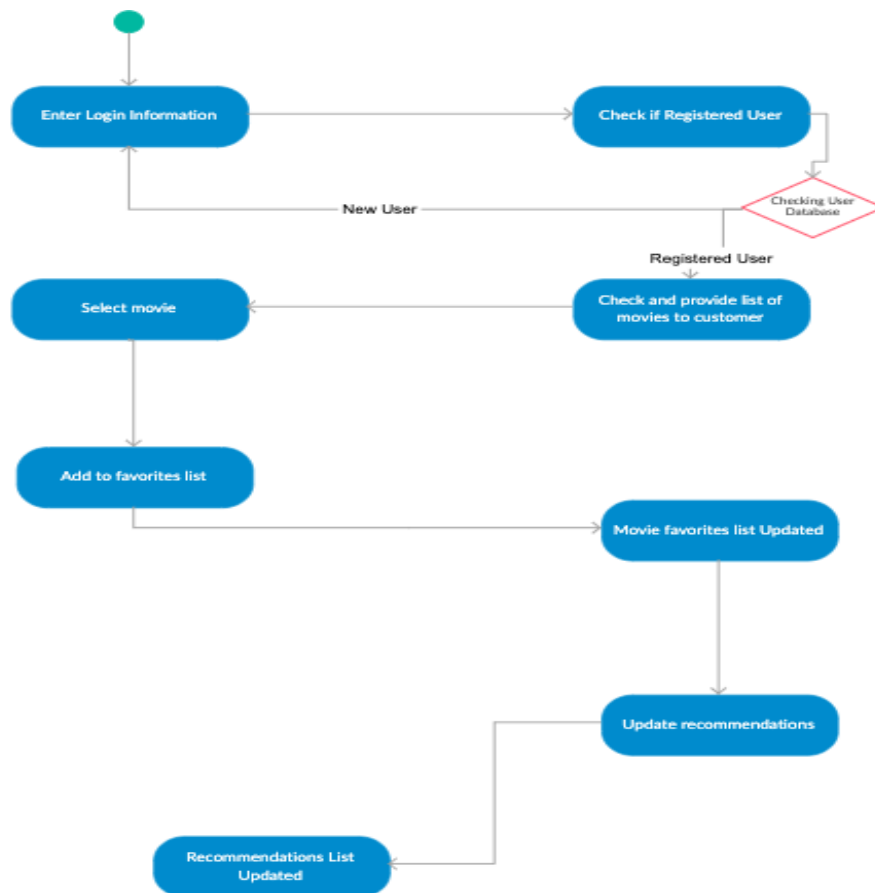 Enter Login Information
Check if Registered User
Checking User
Database
New User
Registered User
Select movie
Check and provide list of
movies to customer
Add to favorites list
Movie favorites list Updated
Update recommendations
Recommendations List
Updated